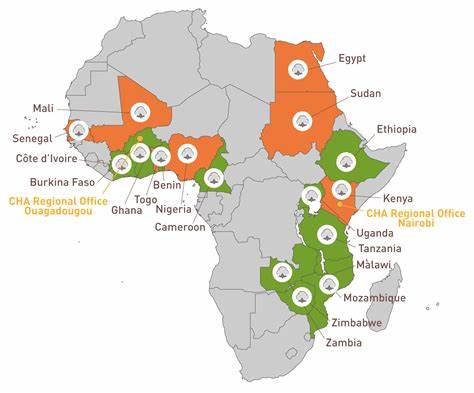 Egypt
Mali
Sudan
Senegal
Ethiopia
Côte d'Ivoire
Burkina Faso
CHA Regional Office
Ouagadougou
Ghana
Togo
Benin
Nigeria
Cameroon
Kenya
CHA Regional Office
Nairobi
Uganda
Tanzania
Malawi
Mozambique
Zimbabwe
Zambia